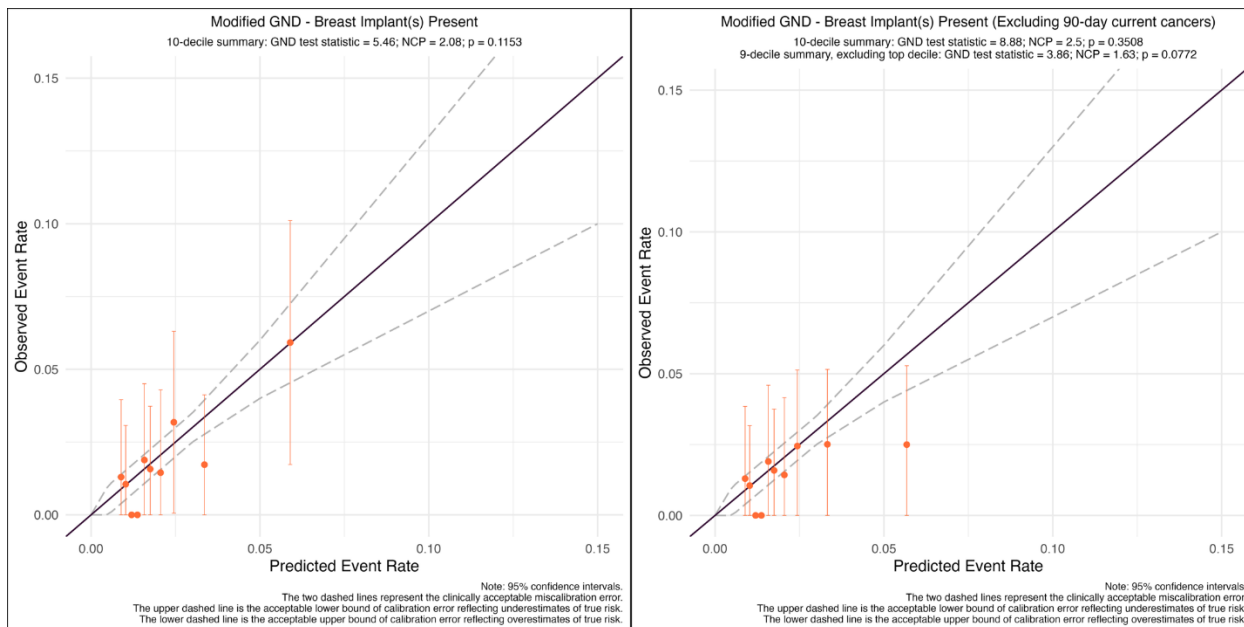 Modified GND - Breast Implant(s) Present
10-decile summary: GND test statistic = 5.46; NCP = 2.08; p = 0.1153
0.15
0.10
0.05
0.00
Observed Event Rate
0.00
0.05
0.10
0.15
Predicted Event Rate
Note: 95% confidence intervals.
The two dashed lines represent the clinically acceptable miscalibration error.
The upper dashed line is the acceptable lower bound of calibration error reflecting underestimates of true risk.
The lower dashed line is the acceptable upper bound of calibration error reflecting overestimates of true risk.
Modified GND - Breast Implant(s) Present (Excluding 90-day current cancers)
10-decile summary: GND test statistic = 8.88; NCP = 2.5; p = 0.3508
9-decile summary, excluding top decile: GND test statistic = 3.86; NCP = 1.63; p = 0.0772
0.15
0.10
0.05
0.00
Observed Event Rate
0.00
0.05
0.10
0.15
Predicted Event Rate
Note: 95% confidence intervals.
The two dashed lines represent the clinically acceptable miscalibration error.
The upper dashed line is the acceptable lower bound of calibration error reflecting underestimates of true risk.
The lower dashed line is the acceptable upper bound of calibration error reflecting overestimates of true risk.